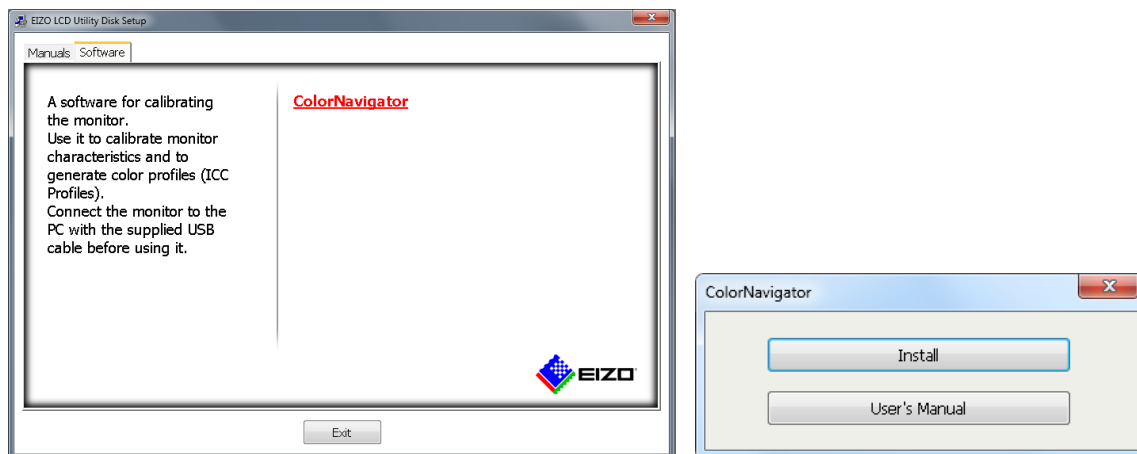 EIZO LCD Utility Disk Setup
Manuals Software
A software for calibrating
the monitor.
Use it to calibrate monitor
characteristics and to
generate color profiles (ICC
Profiles).
Connect the monitor to the
PC with the supplied USB
cable before using it.
ColorNavigator
EIZO
Exit
ColorNavigator
Install
User's Manual